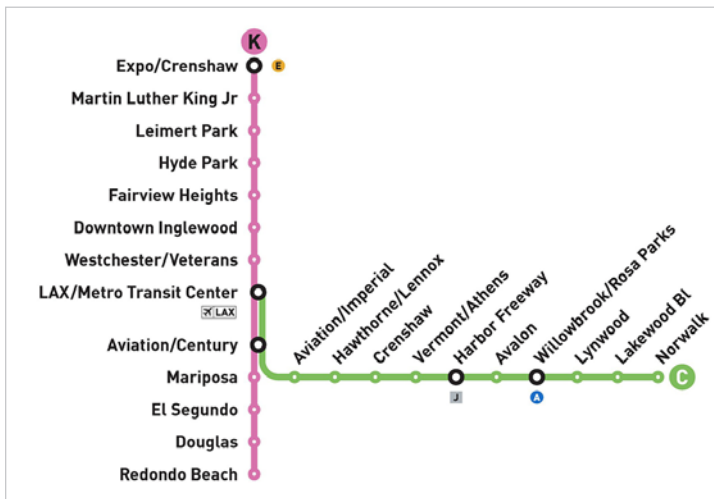 K
Expo/Crenshaw
E
Martin Luther King Jr
Leimert Park
Hyde Park
Fairview Heights
Downtown Inglewood
Westchester/Veterans
LAX/Metro Transit Center
LAX
Aviation/Century
Mariposa
El Segundo
Douglas
Redondo Beach
Aviation/Imperial
Hawthorne/Lennox
Crenshaw
Vermont/Athens
Harbor Freeway
J
Avalon
Willowbrook/Rosa Parks
A
Lynwood
Lakewood Bl
Norwalk
C